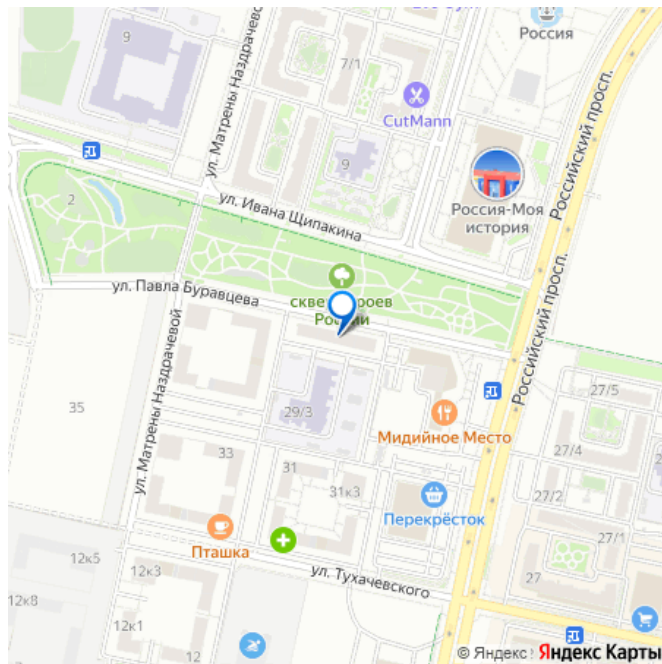 Россия
9
7/1
ул. Матрены Наздрачевой
CutMann
Российский просп.
9
ул. Ивана Щипакина
Россия-Моя
история
2
ул. Павла Буравцева
России
Российский просп.
ул. Матрены Наздрачевой
35
29/3
27/5
Мидийное Место
27/4
33
31
31к3
27/2
Перекрёсток
27/1
Пташка
12к5
12к3
27
ул. Тухачевского
12к8
12к1
12
© Яндекс Яндекс Карты